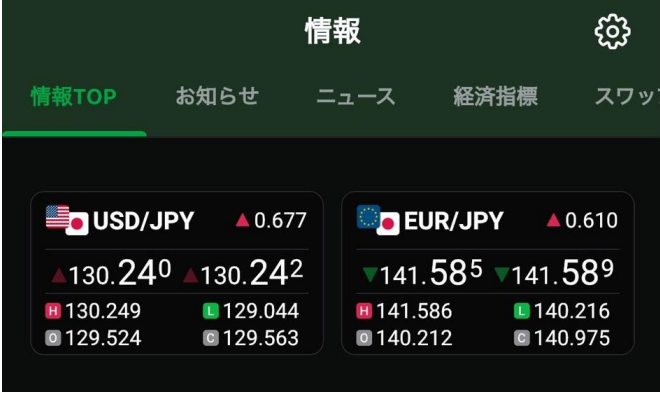 情報
情報TOP お知らせ ニュース 経済指標 スワッ
USD/JPY ▲0.677
▲130.240 ▲130.242
H 130.249 L 129.044
O 129.524 C 129.563
EUR/JPY ▲0.610
▼141.585 ▼141.589
H 141.586 L 140.216
O 140.212 C 140.975